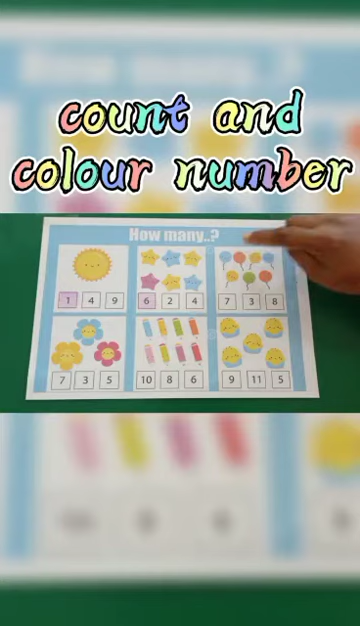 count and
colour number
How many..?
1 4 9
6 2 4
7 3 8
7 3 5
10 8 6
9 11 5